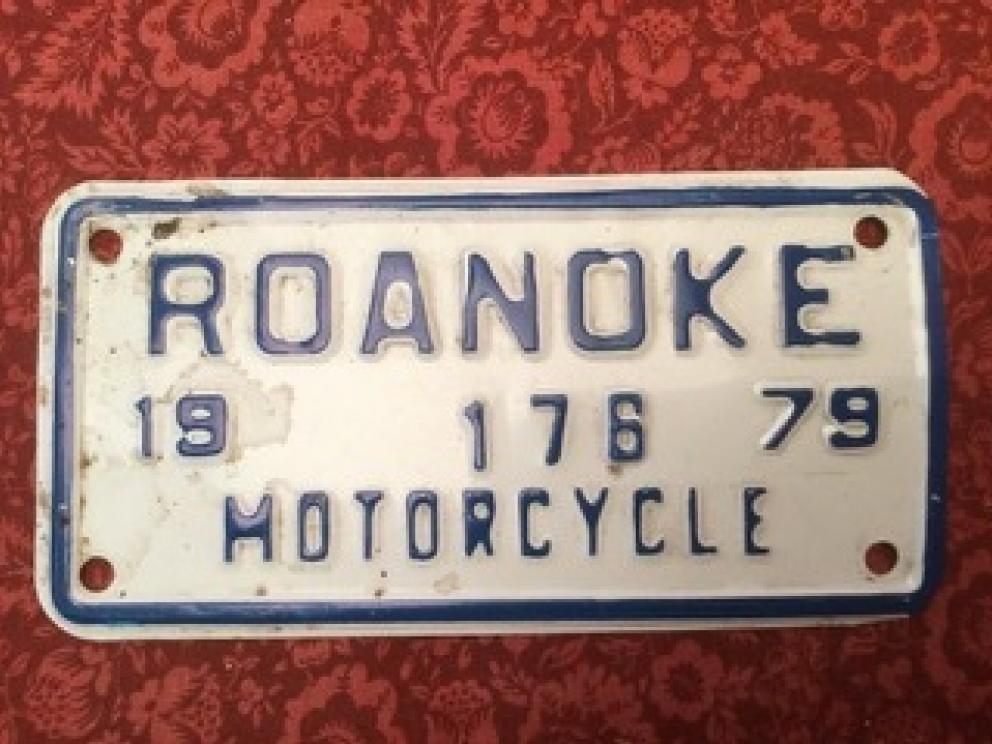 ROANOKE
19 176 79
MOTORCYCLE